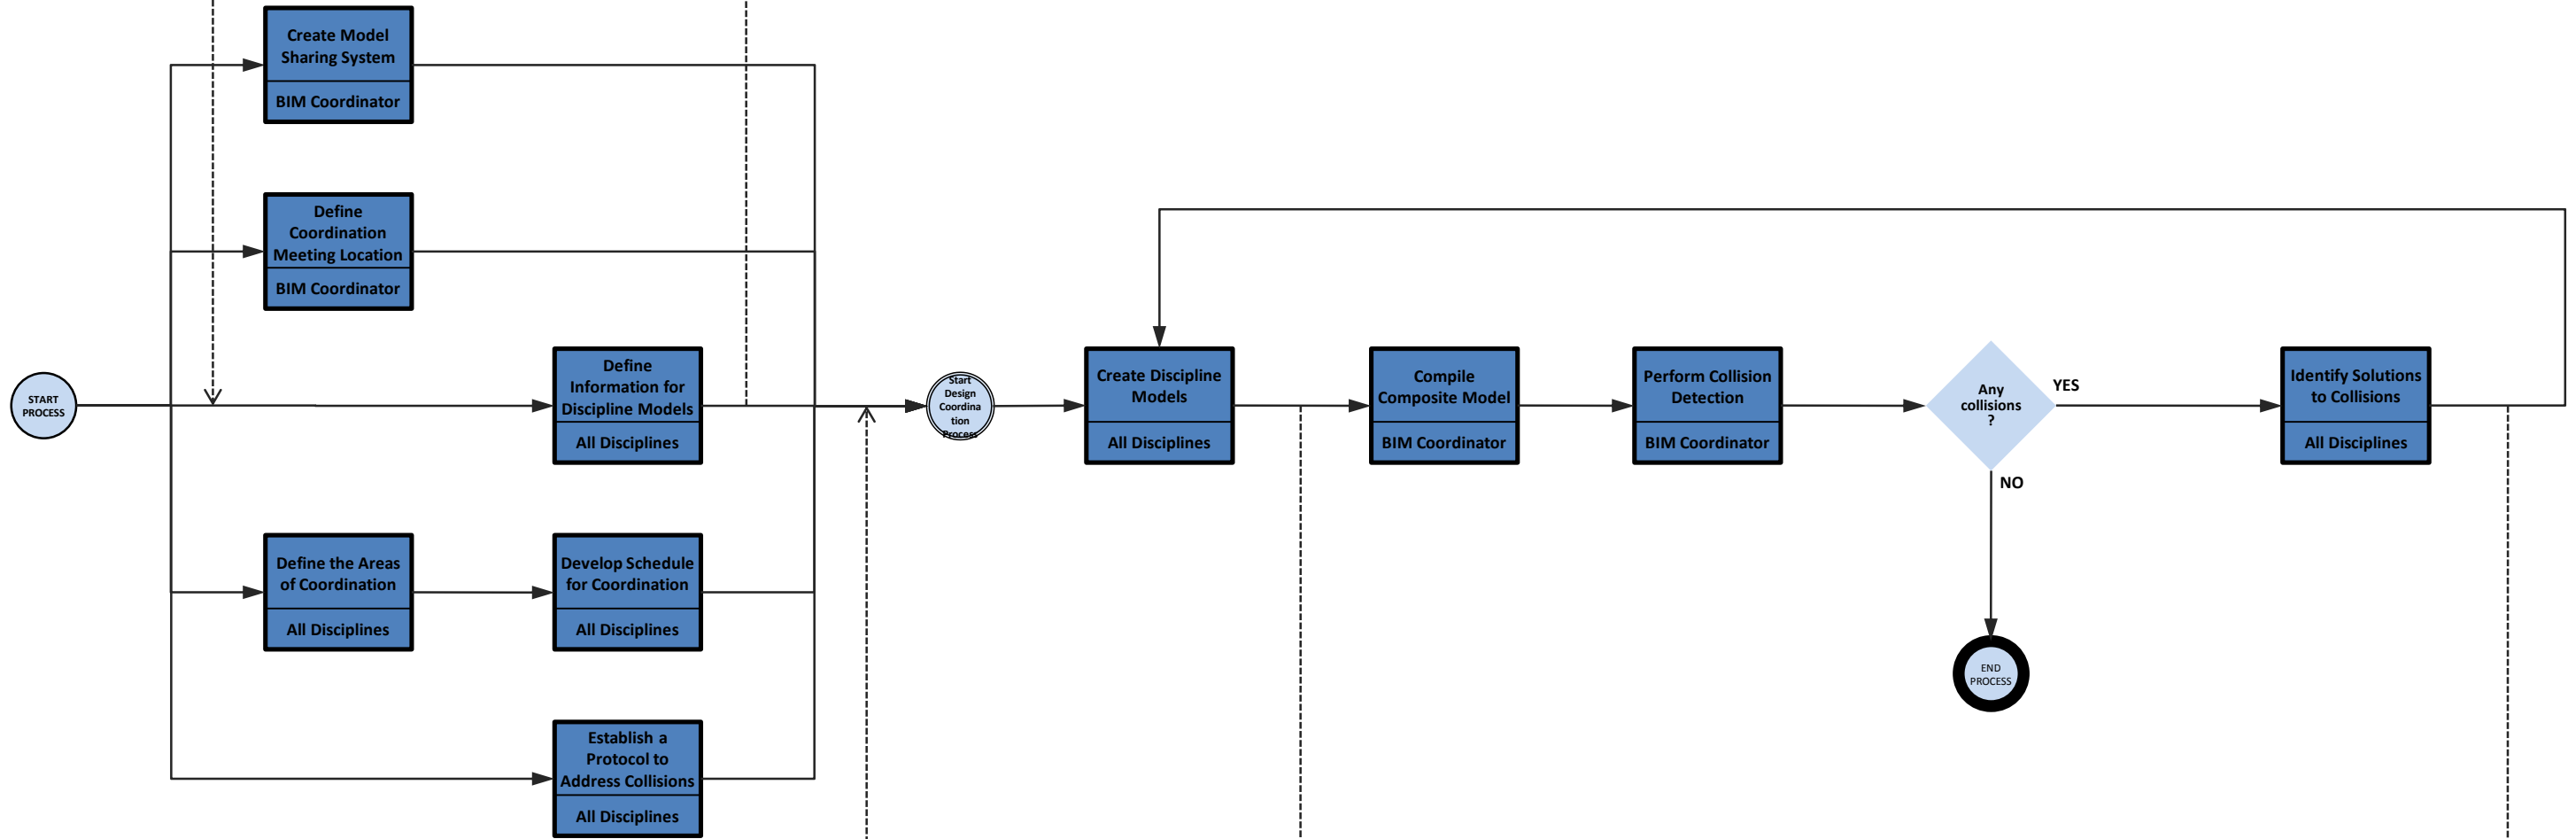 Create Model
Sharing System
BIM Coordinator
Define
Coordination
Meeting Location
BIM Coordinator
START
PROCESS
Define
Information for
Discipline Models
All Disciplines
Define the Areas
of Coordination
All Disciplines
Develop Schedule
for Coordination
All Disciplines
Establish a
Protocol to
Address Collisions
All Disciplines
Start
Design
Coordina
tion
Process
Create Discipline
Models
All Disciplines
Compile
Composite Model
BIM Coordinator
Perform Collision
Detection
BIM Coordinator
Any
collisions
?
YES
NO
END
PROCESS
Identify Solutions
to Collisions
All Disciplines